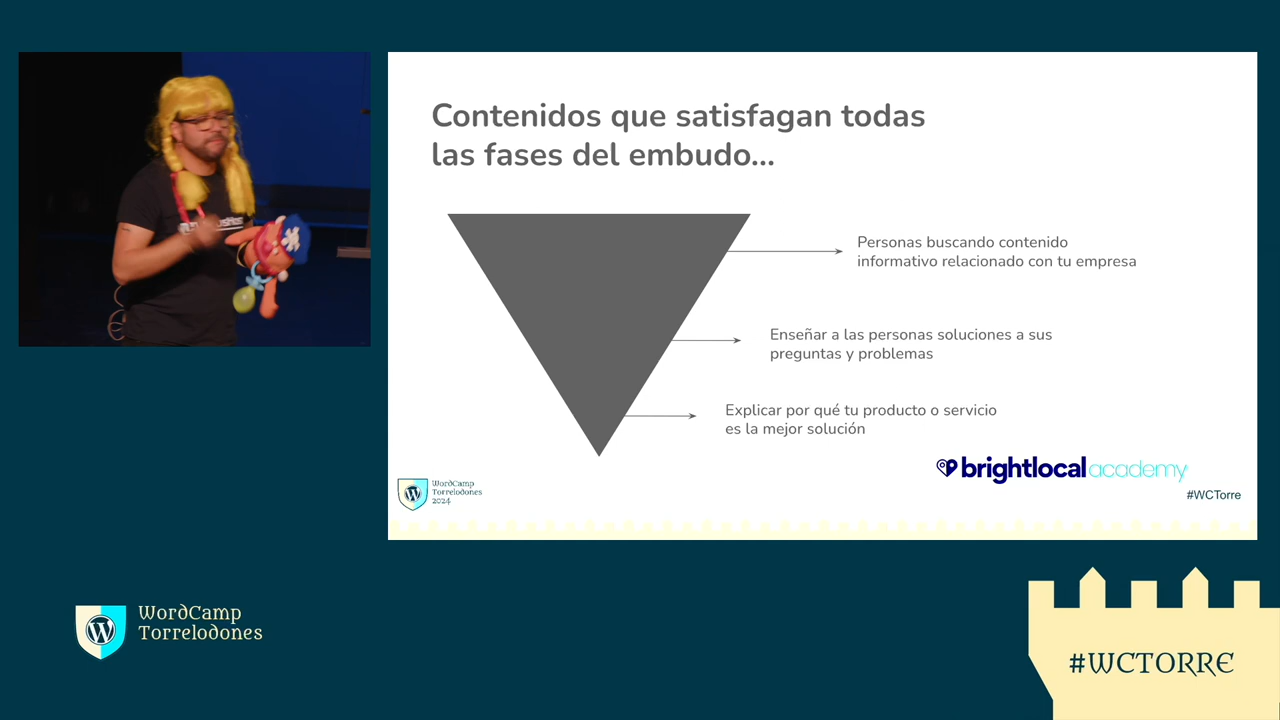 Contenidos que satisfagan todas
las fases del embudo...
Personas buscando contenido
informativo relacionado con tu empresa
Enseñar a las personas soluciones a sus
preguntas y problemas
Explicar por qué tu producto o servicio
es la mejor solución
brightlocal academy
WordCamp
Torrelodones
2024
#WCTorre
WordCamp
Torrelodones
#WCTORRE